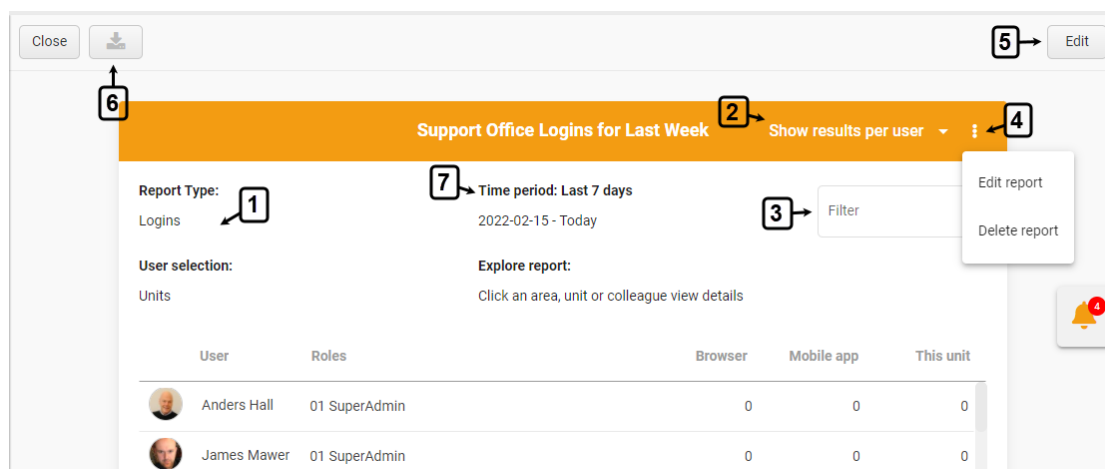 Close
5
Edit
6
Support Office Logins for Last Week
2
Show results per user
4
Report Type:
1
Logins
7
Time period: Last 7 days
2022-02-15 - Today
3
Filter
Edit report
Delete report
User selection:
Units
Explore report:
Click an area, unit or colleague view details
4
User Roles Browser Mobile app This unit
Anders Hall 01 SuperAdmin 0 0 0
James Mawer 01 SuperAdmin 0 0 0